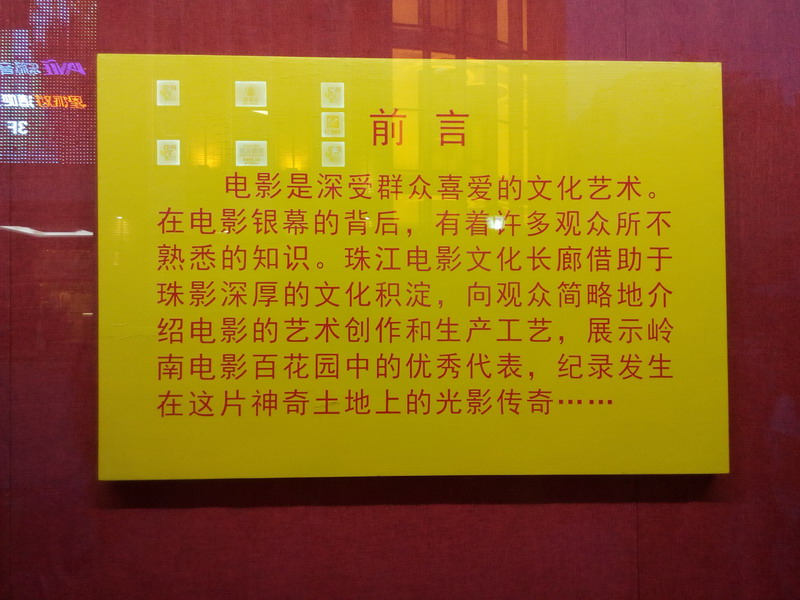 前言
电影是深受群众喜爱的文化艺术。
在电影银幕的背后，有着许多观众所不
熟悉的知识。珠江电影文化长廊借助于
珠影深厚的文化积淀，向观众简略地介
绍电影的艺术创作和生产工艺，展示岭
南电影百花园中的优秀代表，纪录发生
在这片神奇土地上的光影传奇……
3F